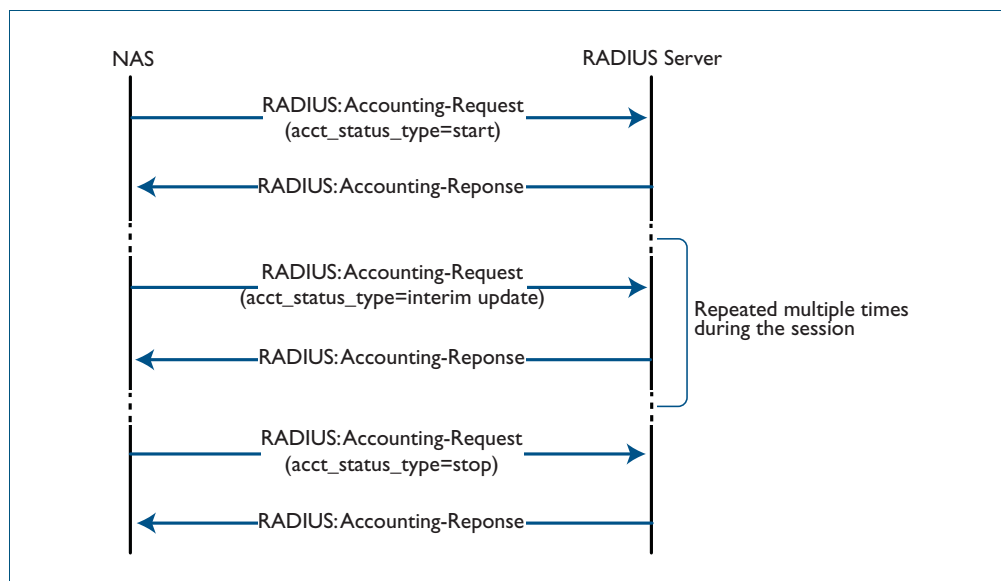 NAS
RADIUS Server
RADIUS: Accounting-Request
(acct_status_type=start)
RADIUS: Accounting-Reponse
RADIUS: Accounting-Request
(acct_status_type=interim update)
Repeated multiple times
during the session
RADIUS: Accounting-Reponse
RADIUS: Accounting-Request
(acct_status_type=stop)
RADIUS: Accounting-Reponse